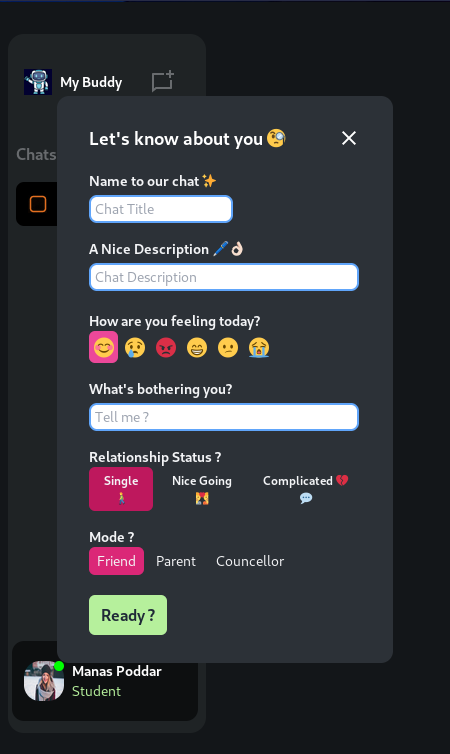 My Buddy
Let's know about you 🧐
Chats
Name to our chat ✨
Chat Title
A Nice Description 🖊️👌🏻
Chat Description
How are you feeling today?
😊 😢 😡 😄 😕 😭
What's bothering you?
Tell me ?
Relationship Status ?
Single Nice Going Complicated 💔
Mode ?
Friend Parent Councellor
Ready ?
Manas Poddar
Student